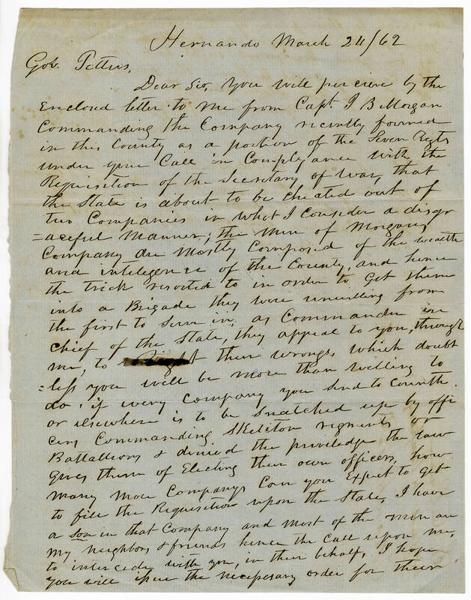 Hernando March 24/62
Gov. Pettus,
Dear Sir, You will percieve by the
Enclosed letter to me from Capt J B Morgan
Commanding the Company recently formed
in this County as a portion of the Seven Regts
under your Call in Complyance with the
Requisition of the Secretary of War, that
the State is about to be cheated out of
two Companies in what I consider a disgr
=aceful manner, the men of Morgans
Company are mostly composed of the wealth
and inteligence of the County, and hence
the trick resorted to in order to get them
into a Brigade they were unwilling from
the first to serve in, as Commander in
chief of the State, they appeal to you, through
me, to their wrongs, which doubt
=less you will be more than willing to
do, if every company you send to Corinth
or elsewhere is to be snatched up by offi
cers Commanding Skeleton regments or
Battallions & denied the priviledge the law
gives them of Electing their own officers, how
many more Companys Can you Expect to get
to fill the Requisition upon the State, I have
a son in that Company and most of the men are
my neighbors & friends hence the Call upon me,
to intercede with you, in their behalf, I hope
you will issue the necessary order for their